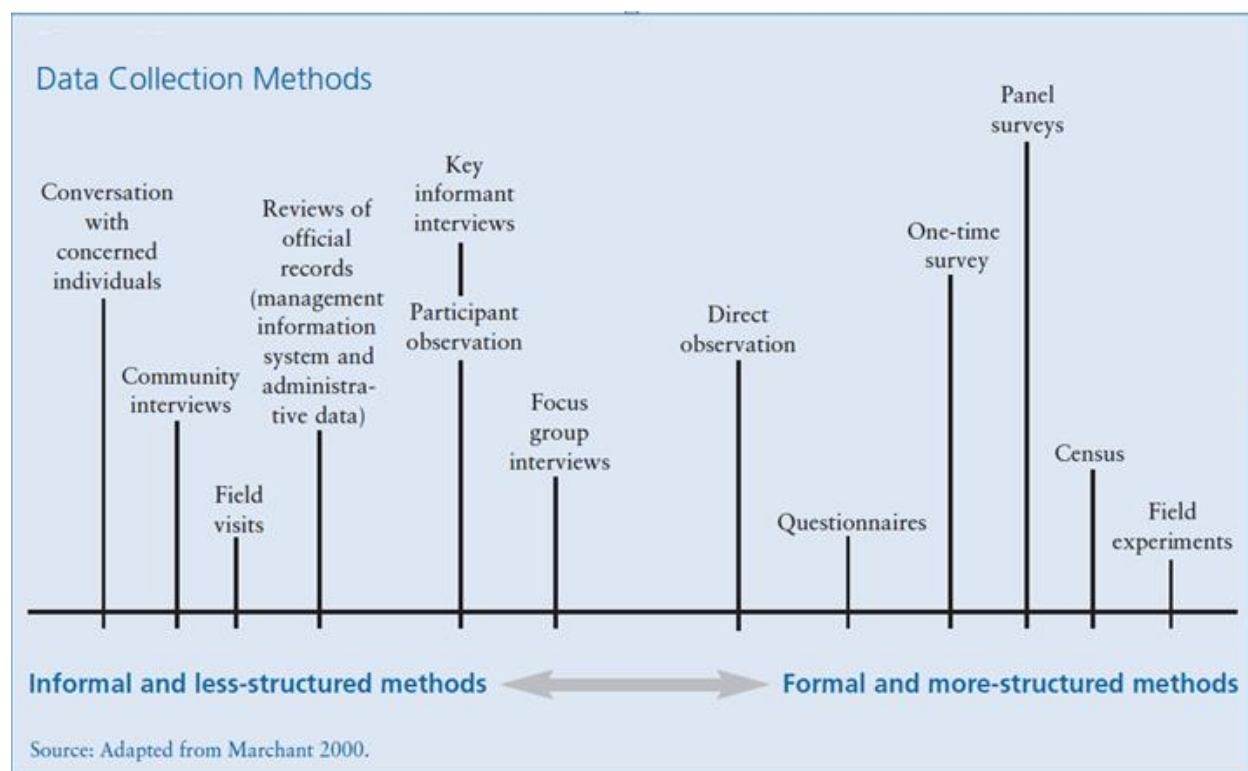 Data Collection Methods
Conversation
with
concerned
individuals
Community
interviews
Field
visits
Reviews of
official
records
(management
information
system and
administra-
tive data)
Key
informant
interviews
Participant
observation
Focus
group
interviews
Direct
observation
Questionnaires
One-time
survey
Panel
surveys
Census
Field
experiments
Informal and less-structured methods
Formal and more-structured methods
Source: Adapted from Marchant 2000.